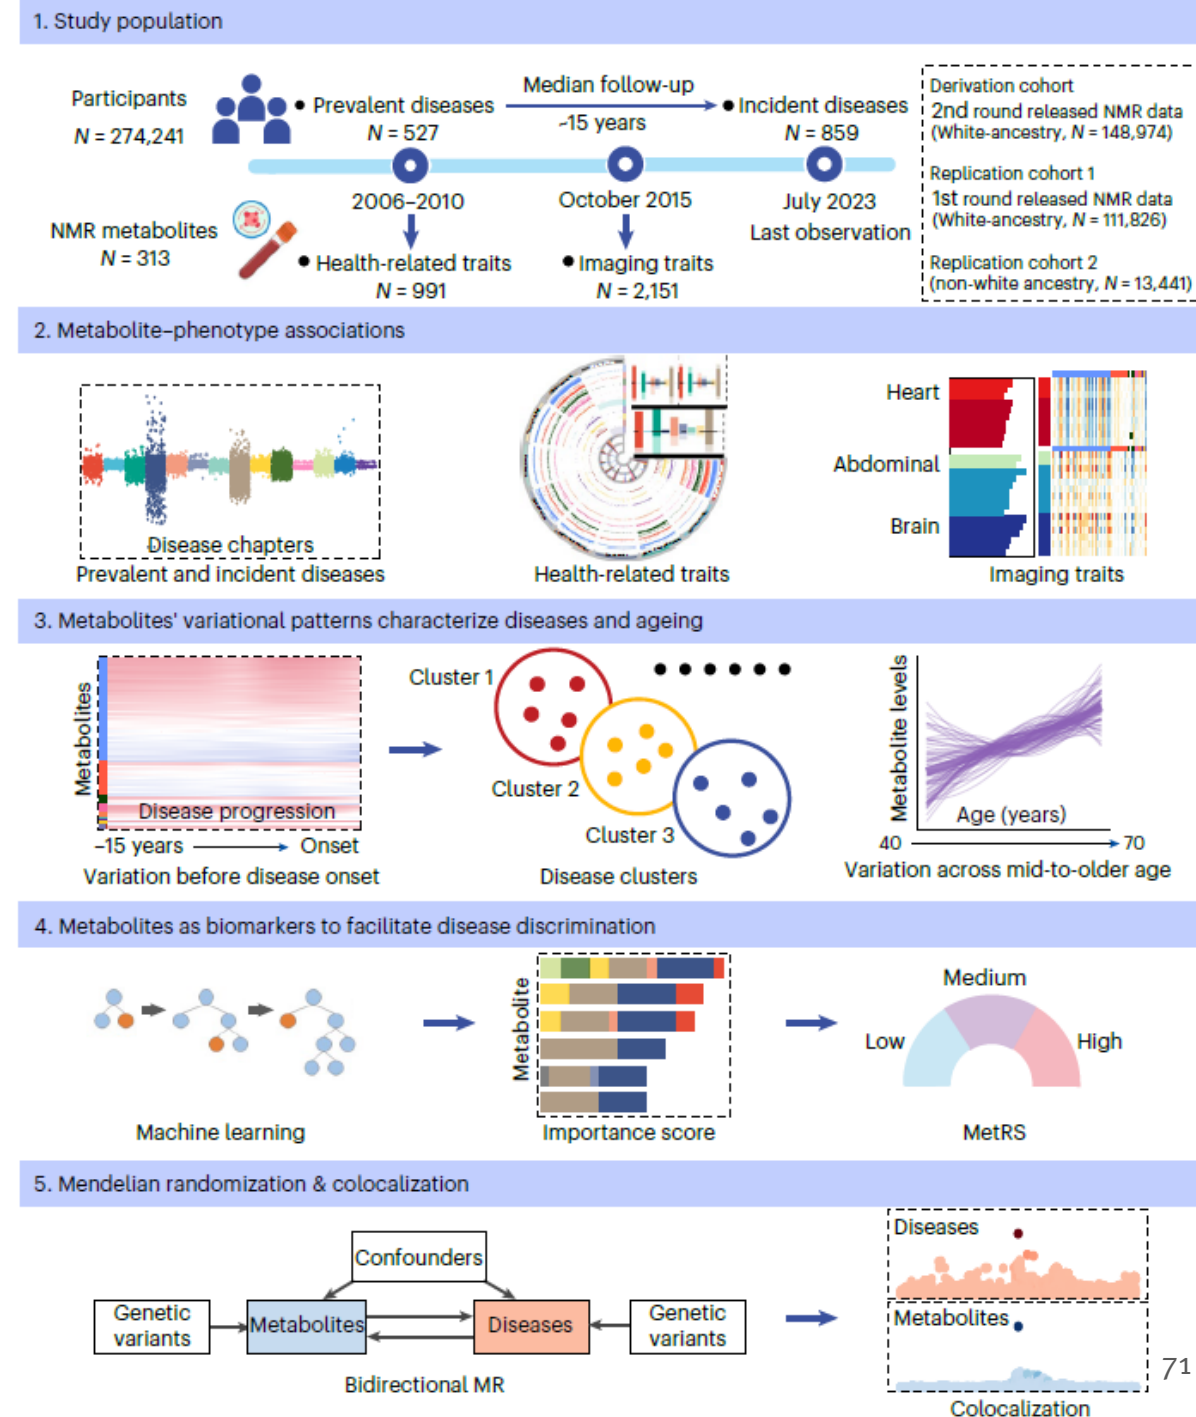 1. Study population
Participants
N = 274,241
Prevalent diseases
N = 527
Median follow-up
~15 years
Incident diseases
N = 859
2006–2010
October 2015
July 2023
Last observation
NMR metabolites
N = 313
Health-related traits
N = 991
Imaging traits
N = 2,151
Derivation cohort
2nd round released NMR data
(White-ancestry, N = 148,974)
Replication cohort 1
1st round released NMR data
(White-ancestry, N = 111,826)
Replication cohort 2
(non-white ancestry, N = 13,441)
2. Metabolite–phenotype associations
Disease chapters
Prevalent and incident diseases
Health-related traits
Heart
Abdominal
Brain
Imaging traits
3. Metabolites' variational patterns characterize diseases and ageing
Metabolites
Disease progression
–15 years
Onset
Variation before disease onset
Cluster 1
Cluster 2
Cluster 3
Disease clusters
Metabolite levels
Age (years)
40
70
Variation across mid-to-older age
4. Metabolites as biomarkers to facilitate disease discrimination
Machine learning
Metabolite
Importance score
Low
Medium
High
MetRS
5. Mendelian randomization & colocalization
Confounders
Genetic
variants
Metabolites
Diseases
Genetic
variants
Bidirectional MR
Diseases
Metabolites
Colocalization
71